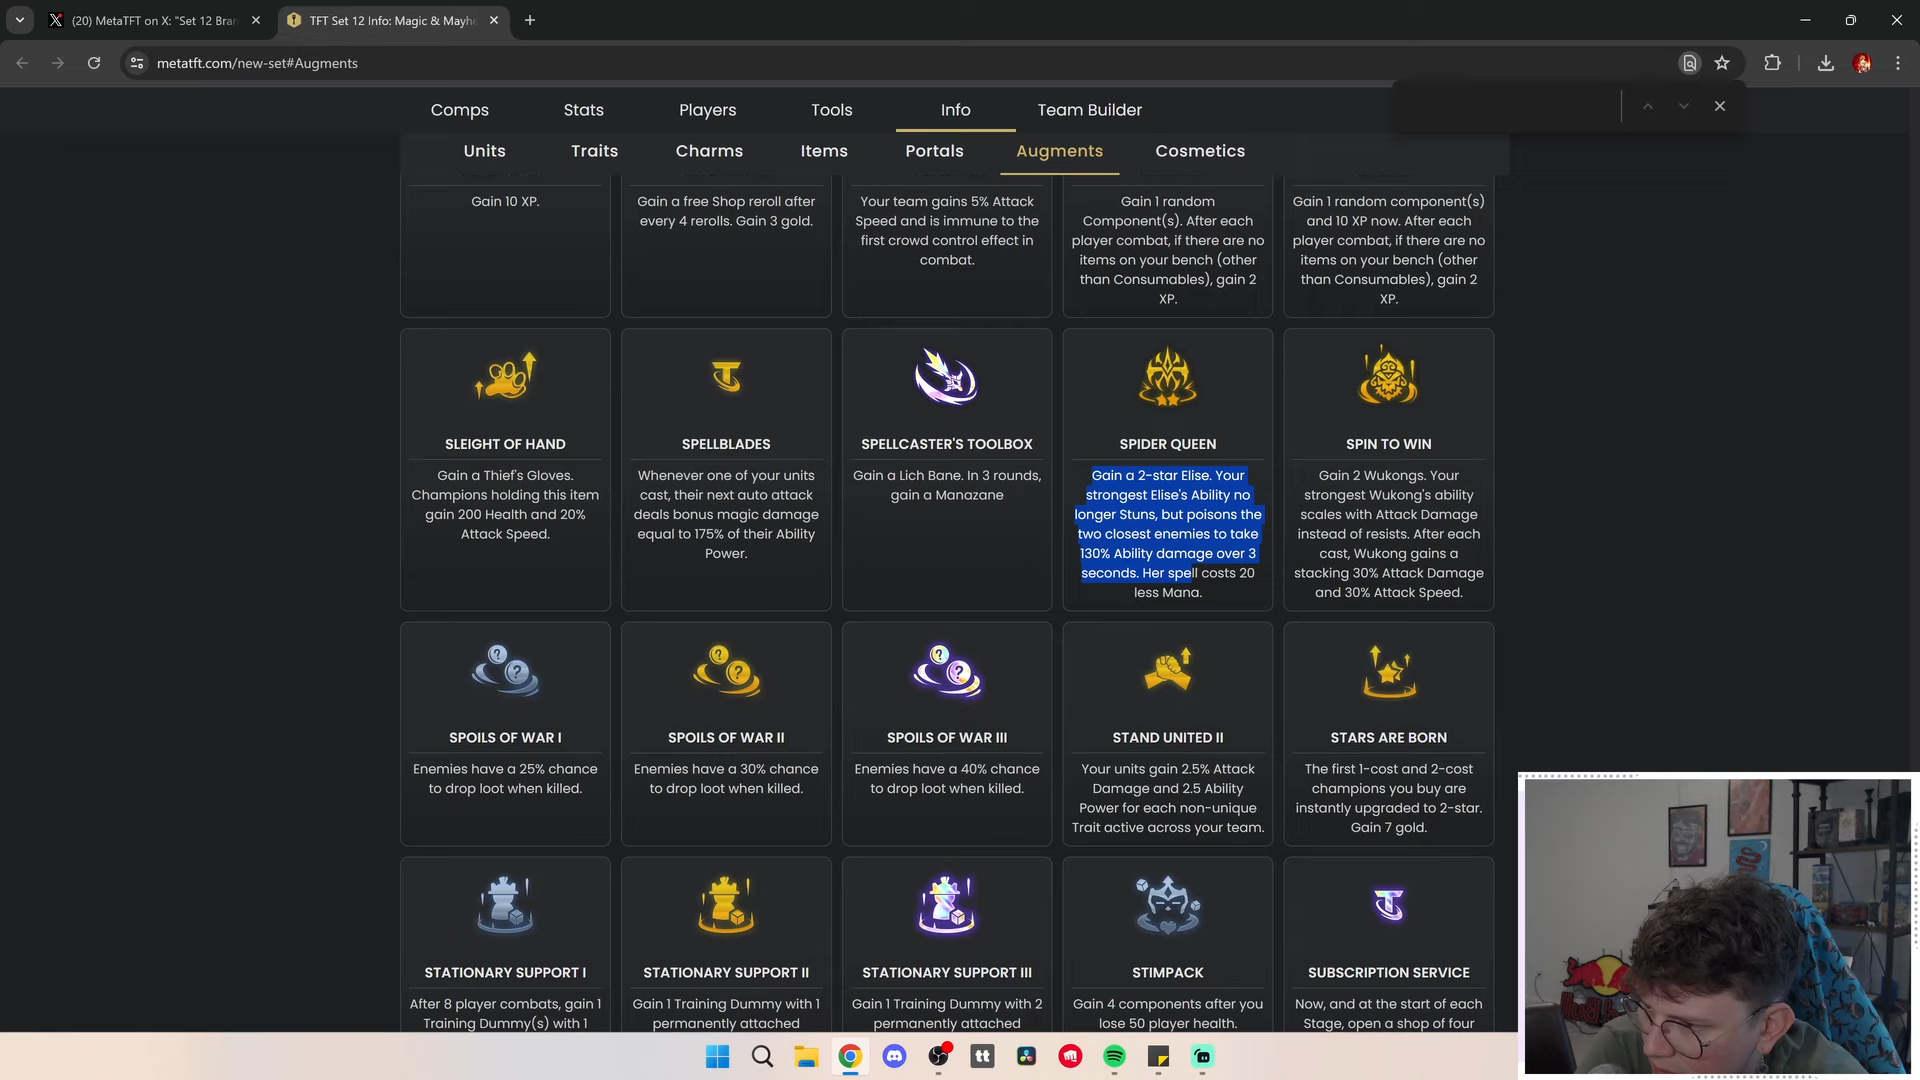 (20) MetaTFT on X: "Set 12 Bran
TFT Set 12 Info: Magic & Mayhe
metatft.com/new-set#Augments
Comps Stats Players Tools Info Team Builder
Units Traits Charms Items Portals Augments Cosmetics
Gain 10 XP.
Gain a free Shop reroll after
every 4 rerolls. Gain 3 gold.
Your team gains 5% Attack
Speed and is immune to the
first crowd control effect in
combat.
Gain 1 random
Component(s). After each
player combat, if there are no
items on your bench (other
than Consumables), gain 2
XP.
Gain 1 random component(s)
and 10 XP now. After each
player combat, if there are no
items on your bench (other
than Consumables), gain 2
XP.
SLEIGHT OF HAND
Gain a Thief's Gloves.
Champions holding this item
gain 200 Health and 20%
Attack Speed.
SPELLBLADES
Whenever one of your units
cast, their next auto attack
deals bonus magic damage
equal to 175% of their Ability
Power.
SPELLCASTER'S TOOLBOX
Gain a Lich Bane. In 3 rounds,
gain a Manazane
SPIDER QUEEN
Gain a 2-star Elise. Your
strongest Elise's Ability no
longer Stuns, but poisons the
two closest enemies to take
130% Ability damage over 3
seconds. Her spell costs 20
less Mana.
SPIN TO WIN
Gain 2 Wukongs. Your
strongest Wukong's ability
scales with Attack Damage
instead of resists. After each
cast, Wukong gains a
stacking 30% Attack Damage
and 30% Attack Speed.
SPOILS OF WAR I
Enemies have a 25% chance
to drop loot when killed.
SPOILS OF WAR II
Enemies have a 30% chance
to drop loot when killed.
SPOILS OF WAR III
Enemies have a 40% chance
to drop loot when killed.
STAND UNITED II
Your units gain 2.5% Attack
Damage and 2.5 Ability
Power for each non-unique
Trait active across your team.
STARS ARE BORN
The first 1-cost and 2-cost
champions you buy are
instantly upgraded to 2-star.
Gain 7 gold.
STATIONARY SUPPORT I
After 8 player combats, gain 1
Training Dummy(s) with 1
STATIONARY SUPPORT II
Gain 1 Training Dummy with 1
permanently attached
STATIONARY SUPPORT III
Gain 1 Training Dummy with 2
permanently attached
STIMPACK
Gain 4 components after you
lose 50 player health.
SUBSCRIPTION SERVICE
Now, and at the start of each
Stage, open a shop of four
tt